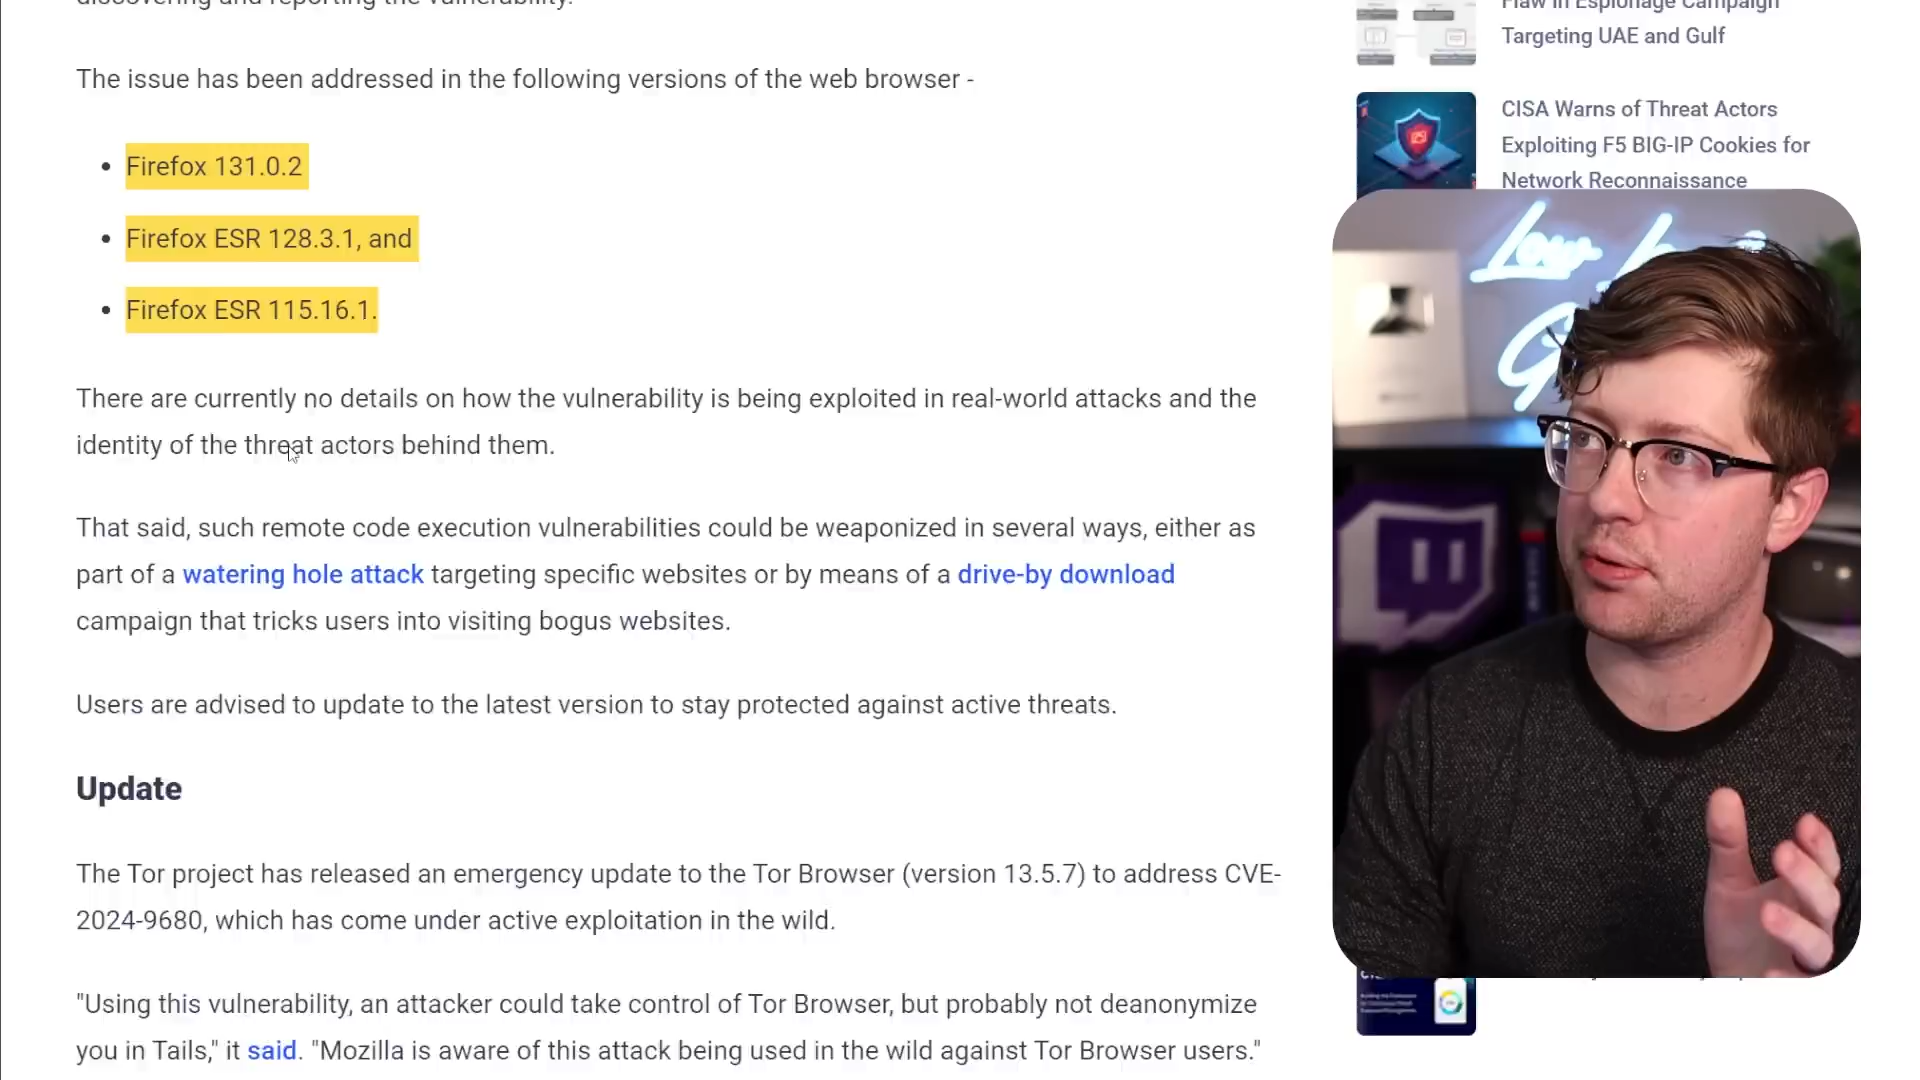 discovering and reporting the vulnerability.
The issue has been addressed in the following versions of the web browser -
• Firefox 131.0.2
• Firefox ESR 128.3.1, and
• Firefox ESR 115.16.1.
There are currently no details on how the vulnerability is being exploited in real-world attacks and the
identity of the threat actors behind them.
That said, such remote code execution vulnerabilities could be weaponized in several ways, either as
part of a watering hole attack targeting specific websites or by means of a drive-by download
campaign that tricks users into visiting bogus websites.
Users are advised to update to the latest version to stay protected against active threats.
Update
The Tor project has released an emergency update to the Tor Browser (version 13.5.7) to address CVE-
2024-9680, which has come under active exploitation in the wild.
"Using this vulnerability, an attacker could take control of Tor Browser, but probably not deanonymize
you in Tails," it said. "Mozilla is aware of this attack being used in the wild against Tor Browser users."
Flaw in Espionage Campaign
Targeting UAE and Gulf
CISA Warns of Threat Actors
Exploiting F5 BIG-IP Cookies for
Network Reconnaissance
Low